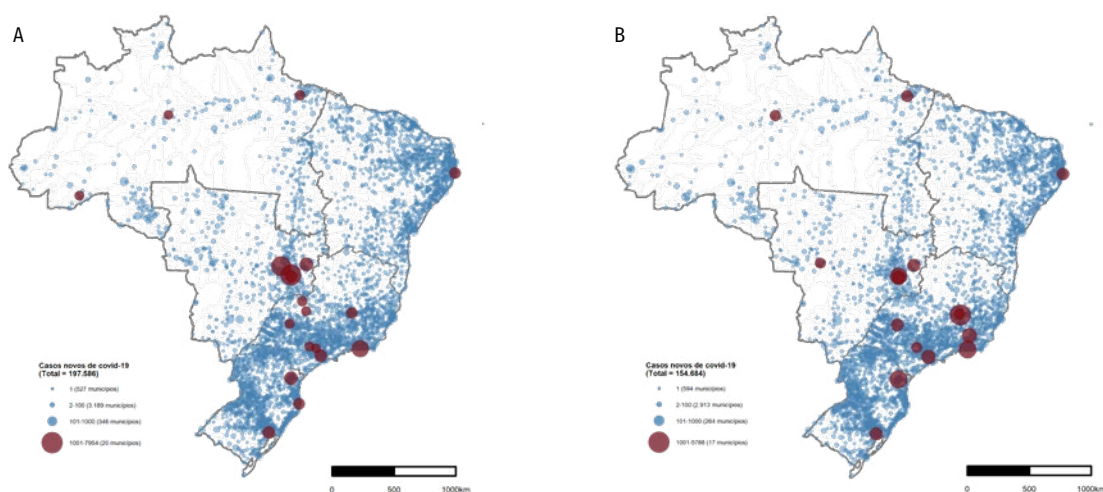 A
Casos novos de covid-19
(Total = 197.586)
1 (527 municípios)
2-100 (3.189 municípios)
101-1000 (346 municípios)
1001-7954 (20 municípios)
0 500 1000km
B
Casos novos de covid-19
(Total = 154.684)
1 (594 municípios)
2-100 (2.913 municípios)
101-1000 (264 municípios)
1001-5788 (17 municípios)
0 500 1000km